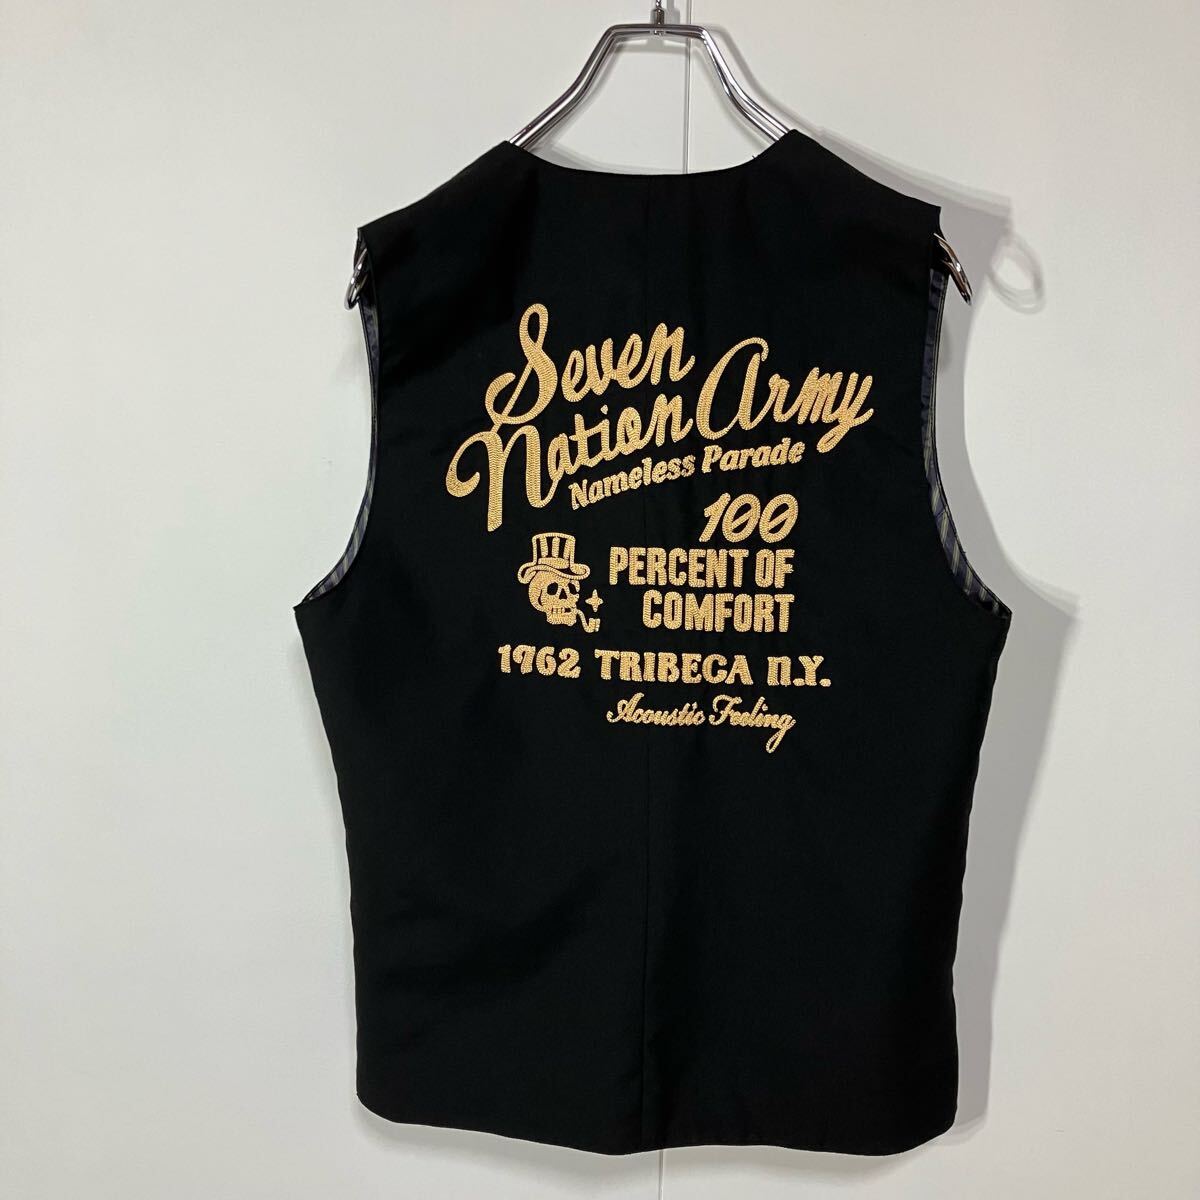 Seven
Nation Army
Nameless Parade
100
PERCENT OF
COMFORT
1962 TRIBECA N.Y.
Acoustic Feeling